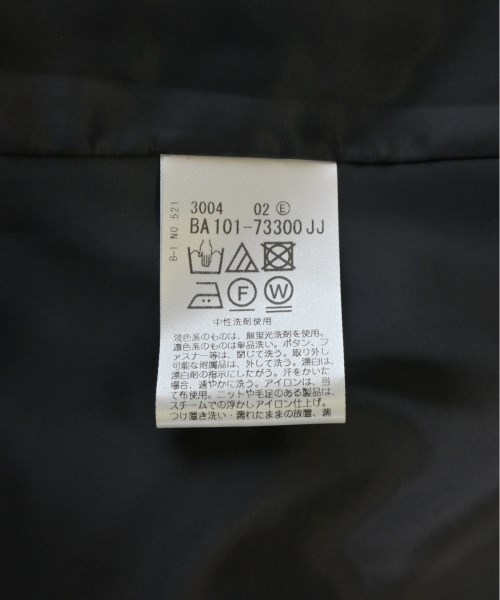 B-1 NO. 521
3004 02 Ⓔ
BA101-73300JJ
F W
中性洗剤使用
淡色系のものは、無蛍光洗剤を使用。
濃色系のものは単品洗い。ボタン、フ
ァスナー等は、閉じて洗う。取り外し
可能な附属品は、外して洗う。漂白は、
漂白剤の指示にしたがう。汗をかいた
場合、速やかに洗う。アイロンは、当
て布使用。ニットや毛足のある製品は、
スチームでの浮かしアイロン仕上げ。
つけ置き洗い・濡れたままの放置、濡